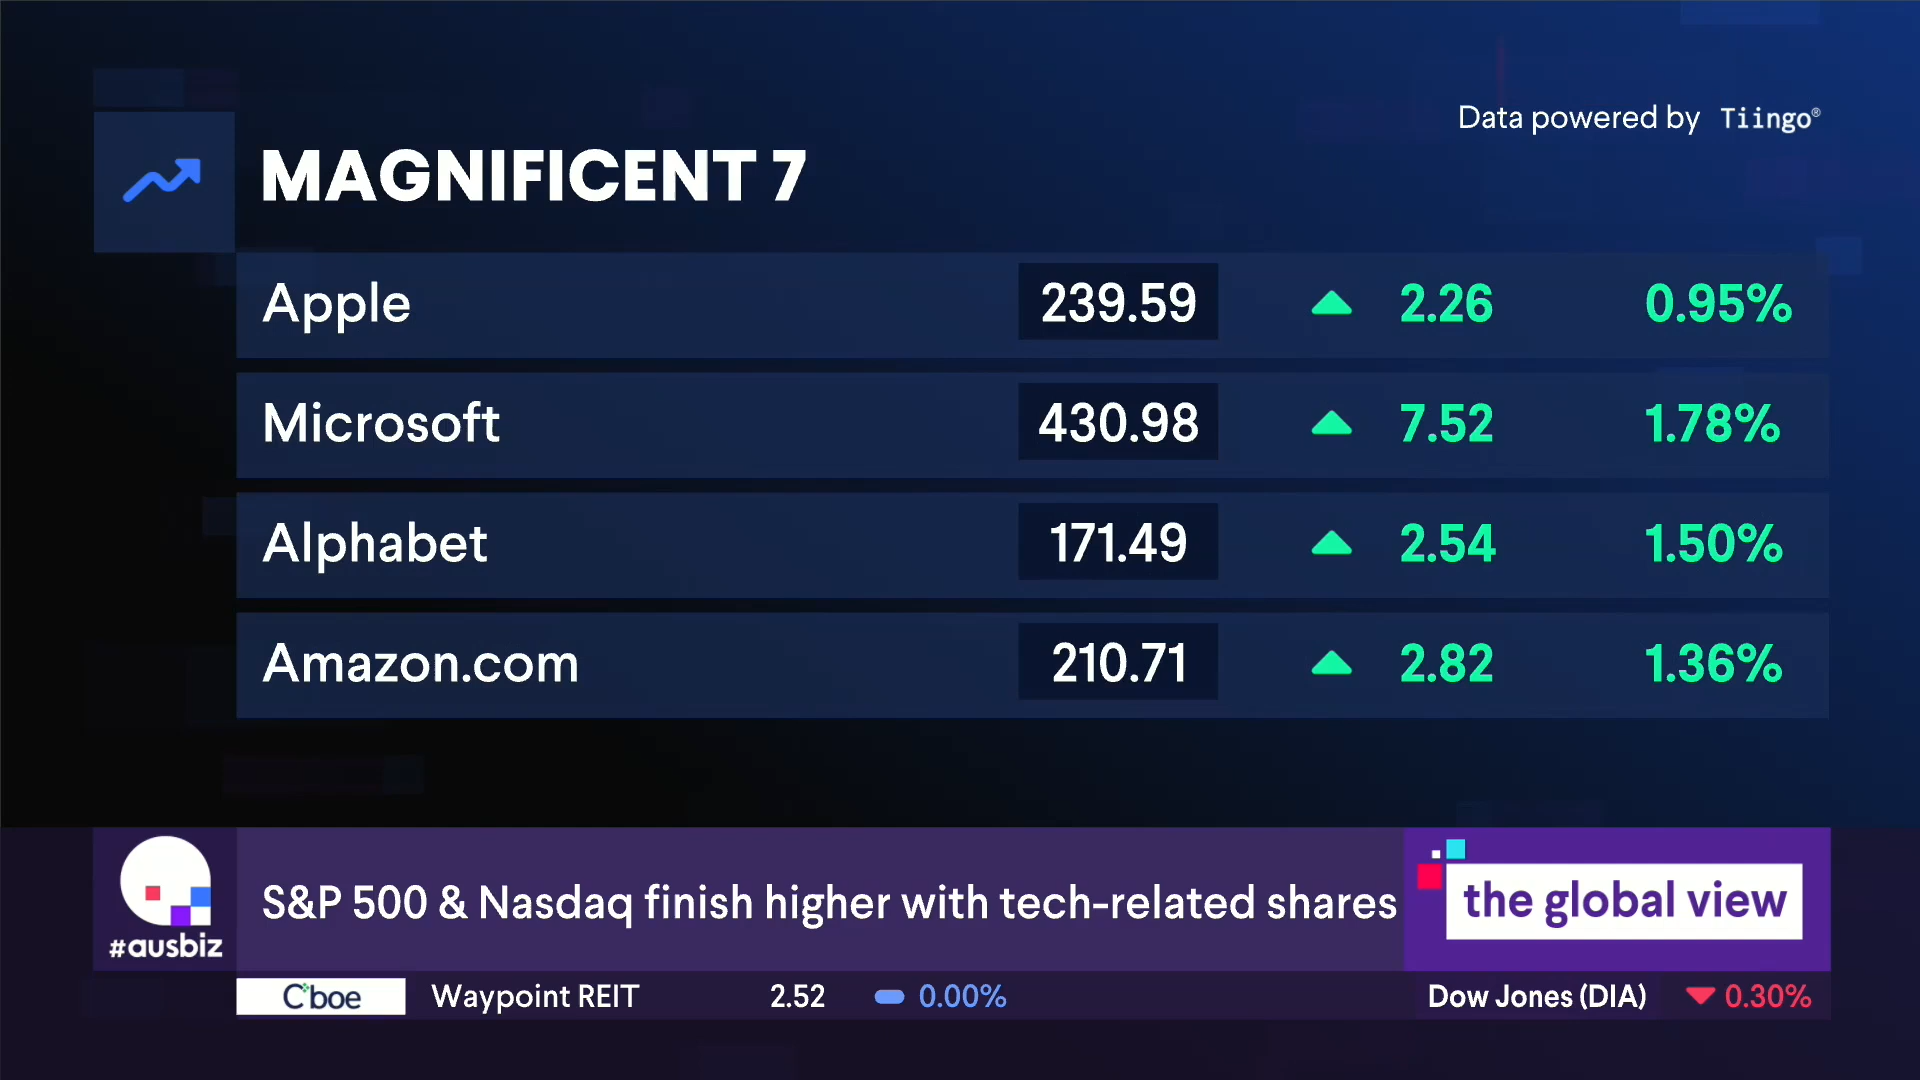 Data powered by Tiingo®
MAGNIFICENT 7
Apple 239.59 2.26 0.95%
Microsoft 430.98 7.52 1.78%
Alphabet 171.49 2.54 1.50%
Amazon.com 210.71 2.82 1.36%
#ausbiz
S&P 500 & Nasdaq finish higher with tech-related shares
the global view
Cboe Waypoint REIT 2.52 0.00% Dow Jones (DIA) 0.30%